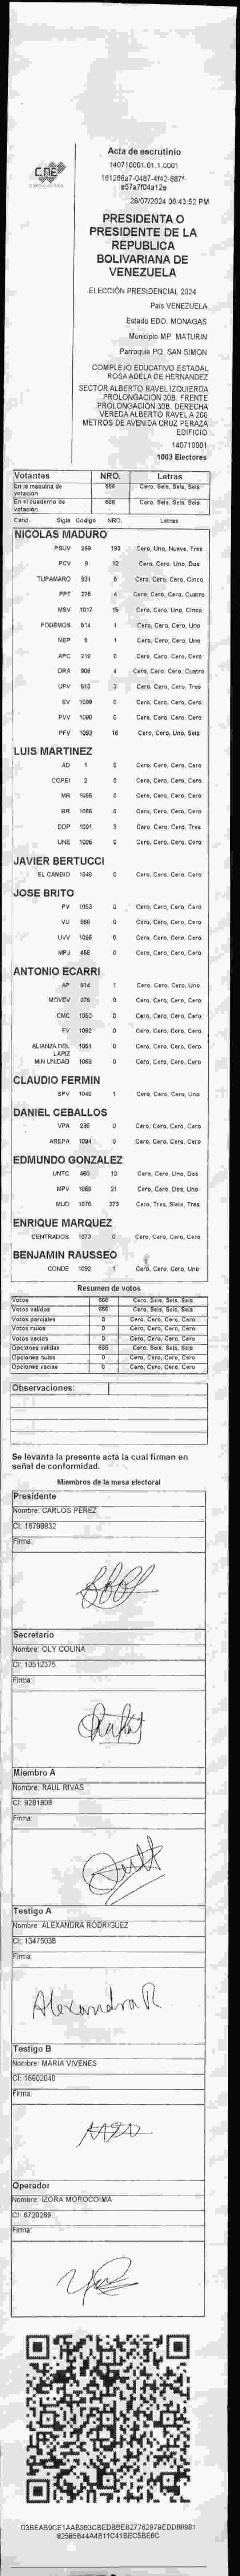 CNE
Acta de escrutinio
140710001.01.1.0001
28/07/2024 06:43:52 PM
PRESIDENTA O
PRESIDENTE DE LA
REPUBLICA
BOLIVARIANA DE
VENEZUELA
ELECCIÓN PRESIDENCIAL 2024
Pais VENEZUELA
Estado EDO. MONAGAS
Municipio MP. MATURIN
Parroquia PQ. SAN SIMON
COMPLEJO EDUCATIVO ESTADAL
ROSA ADELA DE HERNANDEZ
SECTOR ALBERTO RAVEL IZQUIERDA
PROLONGACIÓN 30B. FRENTE
PROLONGACIÓN 30B. DERECHA
VEREDA ALBERTO RAVEL A 200
METROS DE AVENIDA CRUZ PERAZA
EDIFICIO
140710001
1003 Electores
Votantes NRO. Letras
En la máquina de votación 666 Cero, Seis, Seis, Seis
En el cuaderno de votación 666 Cero, Seis, Seis, Seis
Cand. Sigla Codigo NRO. Letras
NICOLAS MADURO
PSUV 269 193 Cero, Uno, Nueve, Tres
PCV 9 12 Cero, Cero, Uno, Dos
TUPAMARO 931 5 Cero, Cero, Cero, Cinco
PPT 276 4 Cero, Cero, Cero, Cuatro
MSV 1017 15 Cero, Cero, Uno, Cinco
PODEMOS 614 1 Cero, Cero, Cero, Uno
MEP 6 1 Cero, Cero, Cero, Uno
APC 219 0 Cero, Cero, Cero, Cero
ORA 908 4 Cero, Cero, Cero, Cuatro
UPV 513 3 Cero, Cero, Cero, Tres
EV 1089 0 Cero, Cero, Cero, Cero
PVV 1090 0 Cero, Cero, Cero, Cero
PFV 1093 16 Cero, Cero, Uno, Seis
LUIS MARTINEZ
AD 1 0 Cero, Cero, Cero, Cero
COPEI 2 0 Cero, Cero, Cero, Cero
MR 1055 0 Cero, Cero, Cero, Cero
BR 1066 0 Cero, Cero, Cero, Cero
DDP 1091 3 Cero, Cero, Cero, Tres
UNE 1095 0 Cero, Cero, Cero, Cero
JAVIER BERTUCCI
EL CAMBIO 1046 0 Cero, Cero, Cero, Cero
JOSE BRITO
PV 1053 0 Cero, Cero, Cero, Cero
VU 958 0 Cero, Cero, Cero, Cero
UVV 0 Cero, Cero, Cero, Cero
MPJ 456 0 Cero, Cero, Cero, Cero
ANTONIO ECARRI
AP 814 1 Cero, Cero, Cero, Uno
MOVEV 878 0 Cero, Cero, Cero, Cero
CMC 1050 0 Cero, Cero, Cero, Cero
FV 1062 0 Cero, Cero, Cero, Cero
ALIANZA DEL LAPIZ 1051 0 Cero, Cero, Cero, Cero
MIN UNIDAD 1068 0 Cero, Cero, Cero, Cero
CLAUDIO FERMIN
SPV 1049 1 Cero, Cero, Cero, Uno
DANIEL CEBALLOS
VPA 236 0 Cero, Cero, Cero, Cero
AREPA 1094 0 Cero, Cero, Cero, Cero
EDMUNDO GONZALEZ
UNTC 460 12 Cero, Cero, Uno, Dos
MPV 1069 21 Cero, Cero, Dos, Uno
MUD 1076 373 Cero, Tres, Siete, Tres
ENRIQUE MARQUEZ
CENTRADOS 1073 0 Cero, Cero, Cero, Cero
BENJAMIN RAUSSEO
CONDE 1092 1 Cero, Cero, Cero, Uno
Resumen de votos
Votos 666 Cero, Seis, Seis, Seis
Votos validos 666 Cero, Seis, Seis, Seis
Votos parciales 0 Cero, Cero, Cero, Cero
Votos nulos 0 Cero, Cero, Cero, Cero
Votos vacios 0 Cero, Cero, Cero, Cero
Opciones validas 666 Cero, Seis, Seis, Seis
Opciones nulas 0 Cero, Cero, Cero, Cero
Opciones vacias 0 Cero, Cero, Cero, Cero
Observaciones:
Se levanta la presente acta la cual firman en
señal de conformidad.
Miembros de la mesa electoral
Presidente
Nombre: CARLOS PEREZ
CI: 16798832
Firma:
Secretario
Nombre: OLY COLINA
CI: 10512375
Firma:
Miembro A
Nombre: RAUL RIVAS
CI: 9281808
Firma:
Testigo A
Nombre: ALEXANDRA RODRIGUEZ
CI: 13475038
Firma:
Alexandra R.
Testigo B
Nombre: MARIA VIVENES
CI: 15902040
Firma:
Operador
Nombre: IZORA MOROCOIMA
CI: 6720269
Firma: